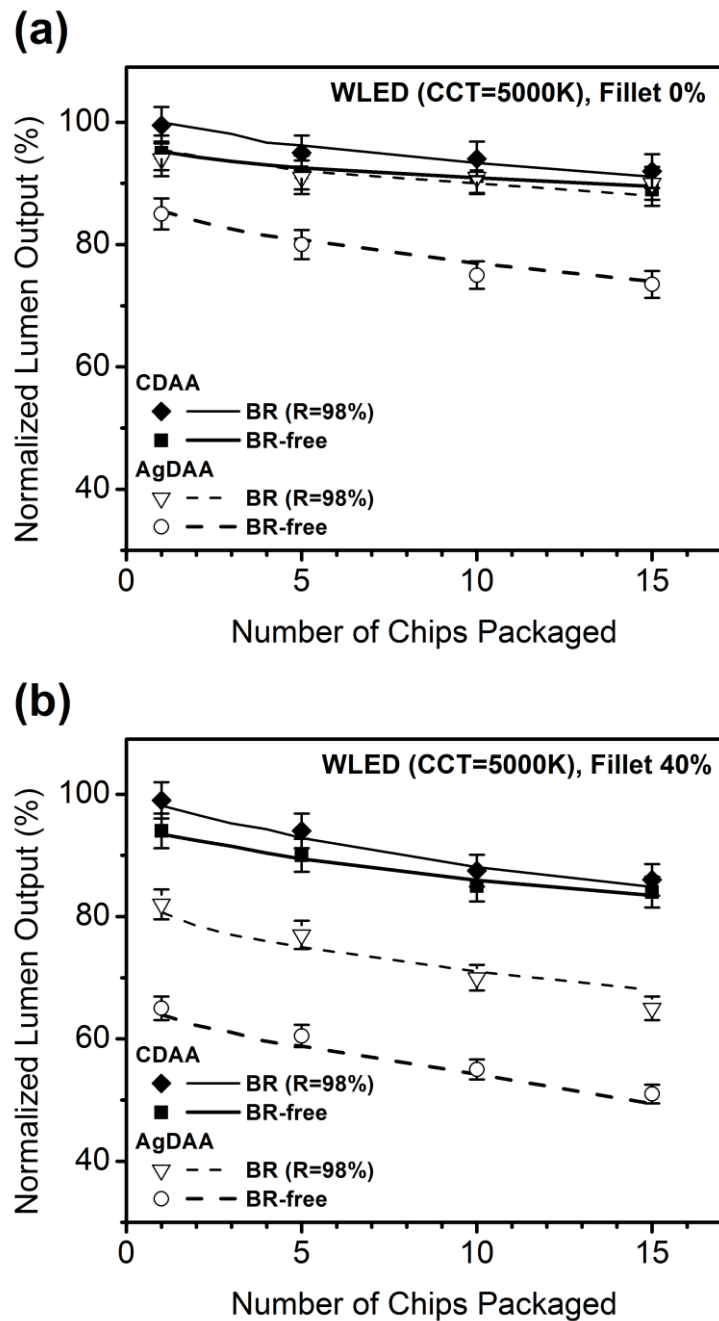 (a)
WLED (CCT=5000K), Fillet 0%
Normalized Lumen Output (%)
100
80
60
40
CDAA
BR (R=98%)
BR-free
AgDAA
BR (R=98%)
BR-free
0 5 10 15
Number of Chips Packaged
(b)
WLED (CCT=5000K), Fillet 40%
Normalized Lumen Output (%)
100
80
60
40
CDAA
BR (R=98%)
BR-free
AgDAA
BR (R=98%)
BR-free
0 5 10 15
Number of Chips Packaged